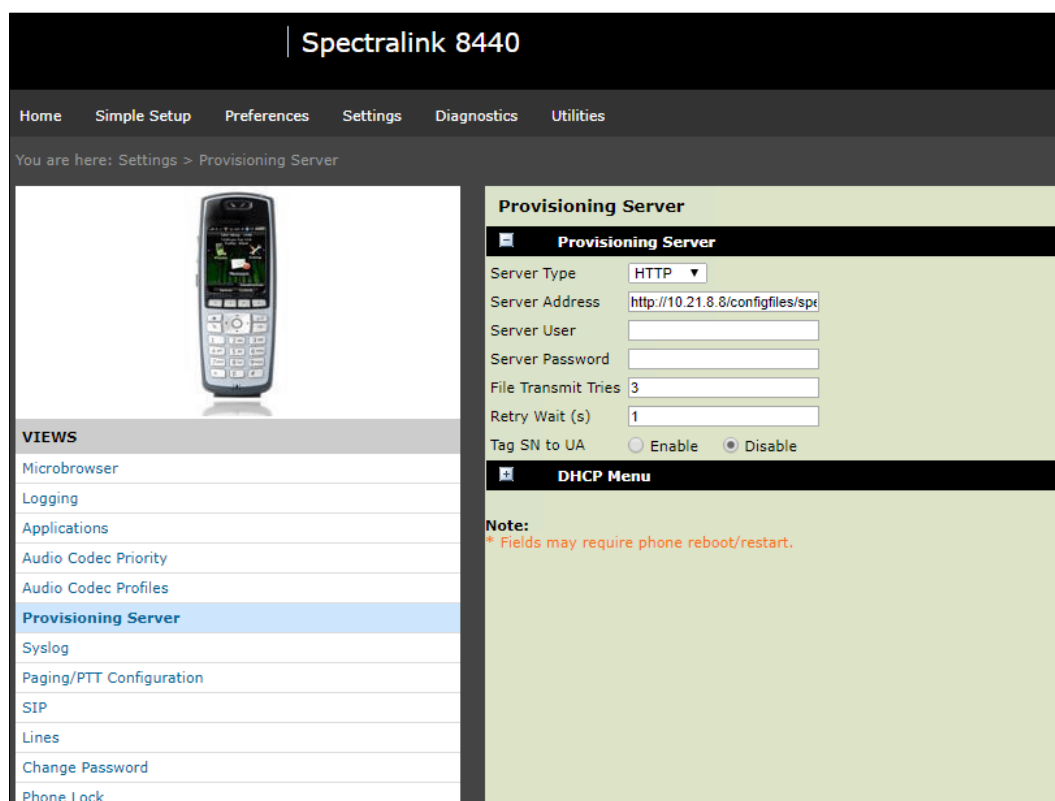 Spectralink 8440
Home Simple Setup Preferences Settings Diagnostics Utilities
You are here: Settings > Provisioning Server
VIEWS
Microbrowser
Logging
Applications
Audio Codec Priority
Audio Codec Profiles
Provisioning Server
Syslog
Paging/PTT Configuration
SIP
Lines
Change Password
Phone Lock
Provisioning Server
Provisioning Server
Server Type HTTP
Server Address http://10.21.8.8/configfiles/spe
Server User
Server Password
File Transmit Tries 3
Retry Wait (s) 1
Tag SN to UA Enable Disable
DHCP Menu
Note:
* Fields may require phone reboot/restart.